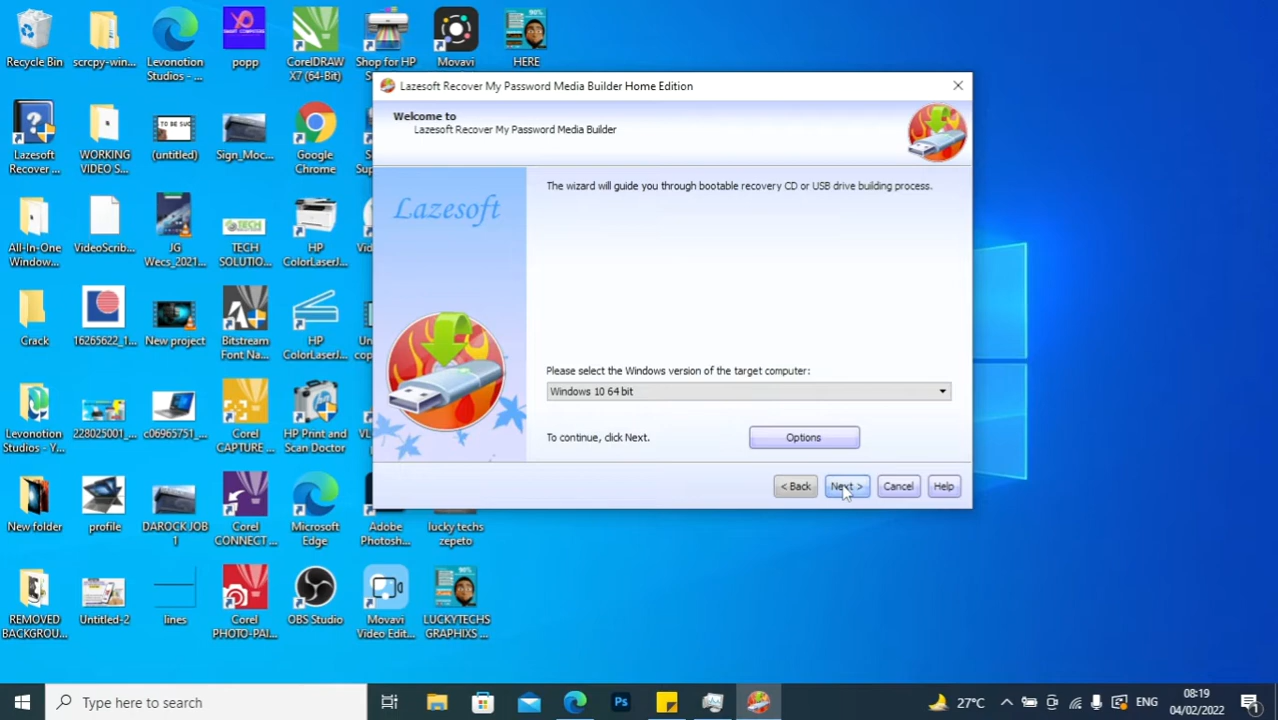 Recycle Bin
scrcpy-win...
Levonotion
Studios - ...
popp
CorelDRAW
X7 (64-Bit)
Shop for HP
Movavi
HERE
Lazesoft
Recover ...
WORKING
VIDEO S...
TO BE SUC
(untitled)
Sign_Moc...
Google
Chrome
All-In-One
Window...
VideoScrib...
JG
Wecs_2021...
TECH
SOLUTIO...
HP
ColorLaserJ...
Crack
16265622_1...
New project
Bitstream
Font Na...
HP
ColorLaserJ...
Levonotion
Studios - Y...
228025001_...
c06965751_...
Corel
CAPTURE ...
HP Print and
Scan Doctor
New folder
profile
DAROCK JOB
1
Corel
CONNECT ...
Microsoft
Edge
Adobe
Photosh...
lucky techs
zepeto
REMOVED
BACKGROU...
Untitled-2
lines
Corel
PHOTO-PAI...
OBS Studio
Movavi
Video Edit...
LUCKYTECHS
GRAPHIXS ...
Lazesoft Recover My Password Media Builder Home Edition
Welcome to
Lazesoft Recover My Password Media Builder
Lazesoft
The wizard will guide you through bootable recovery CD or USB drive building process.
Please select the Windows version of the target computer:
Windows 10 64 bit
To continue, click Next.
Options
< Back
Next >
Cancel
Help
Type here to search
Ps
27°C
ENG
08:19
04/02/2022
1